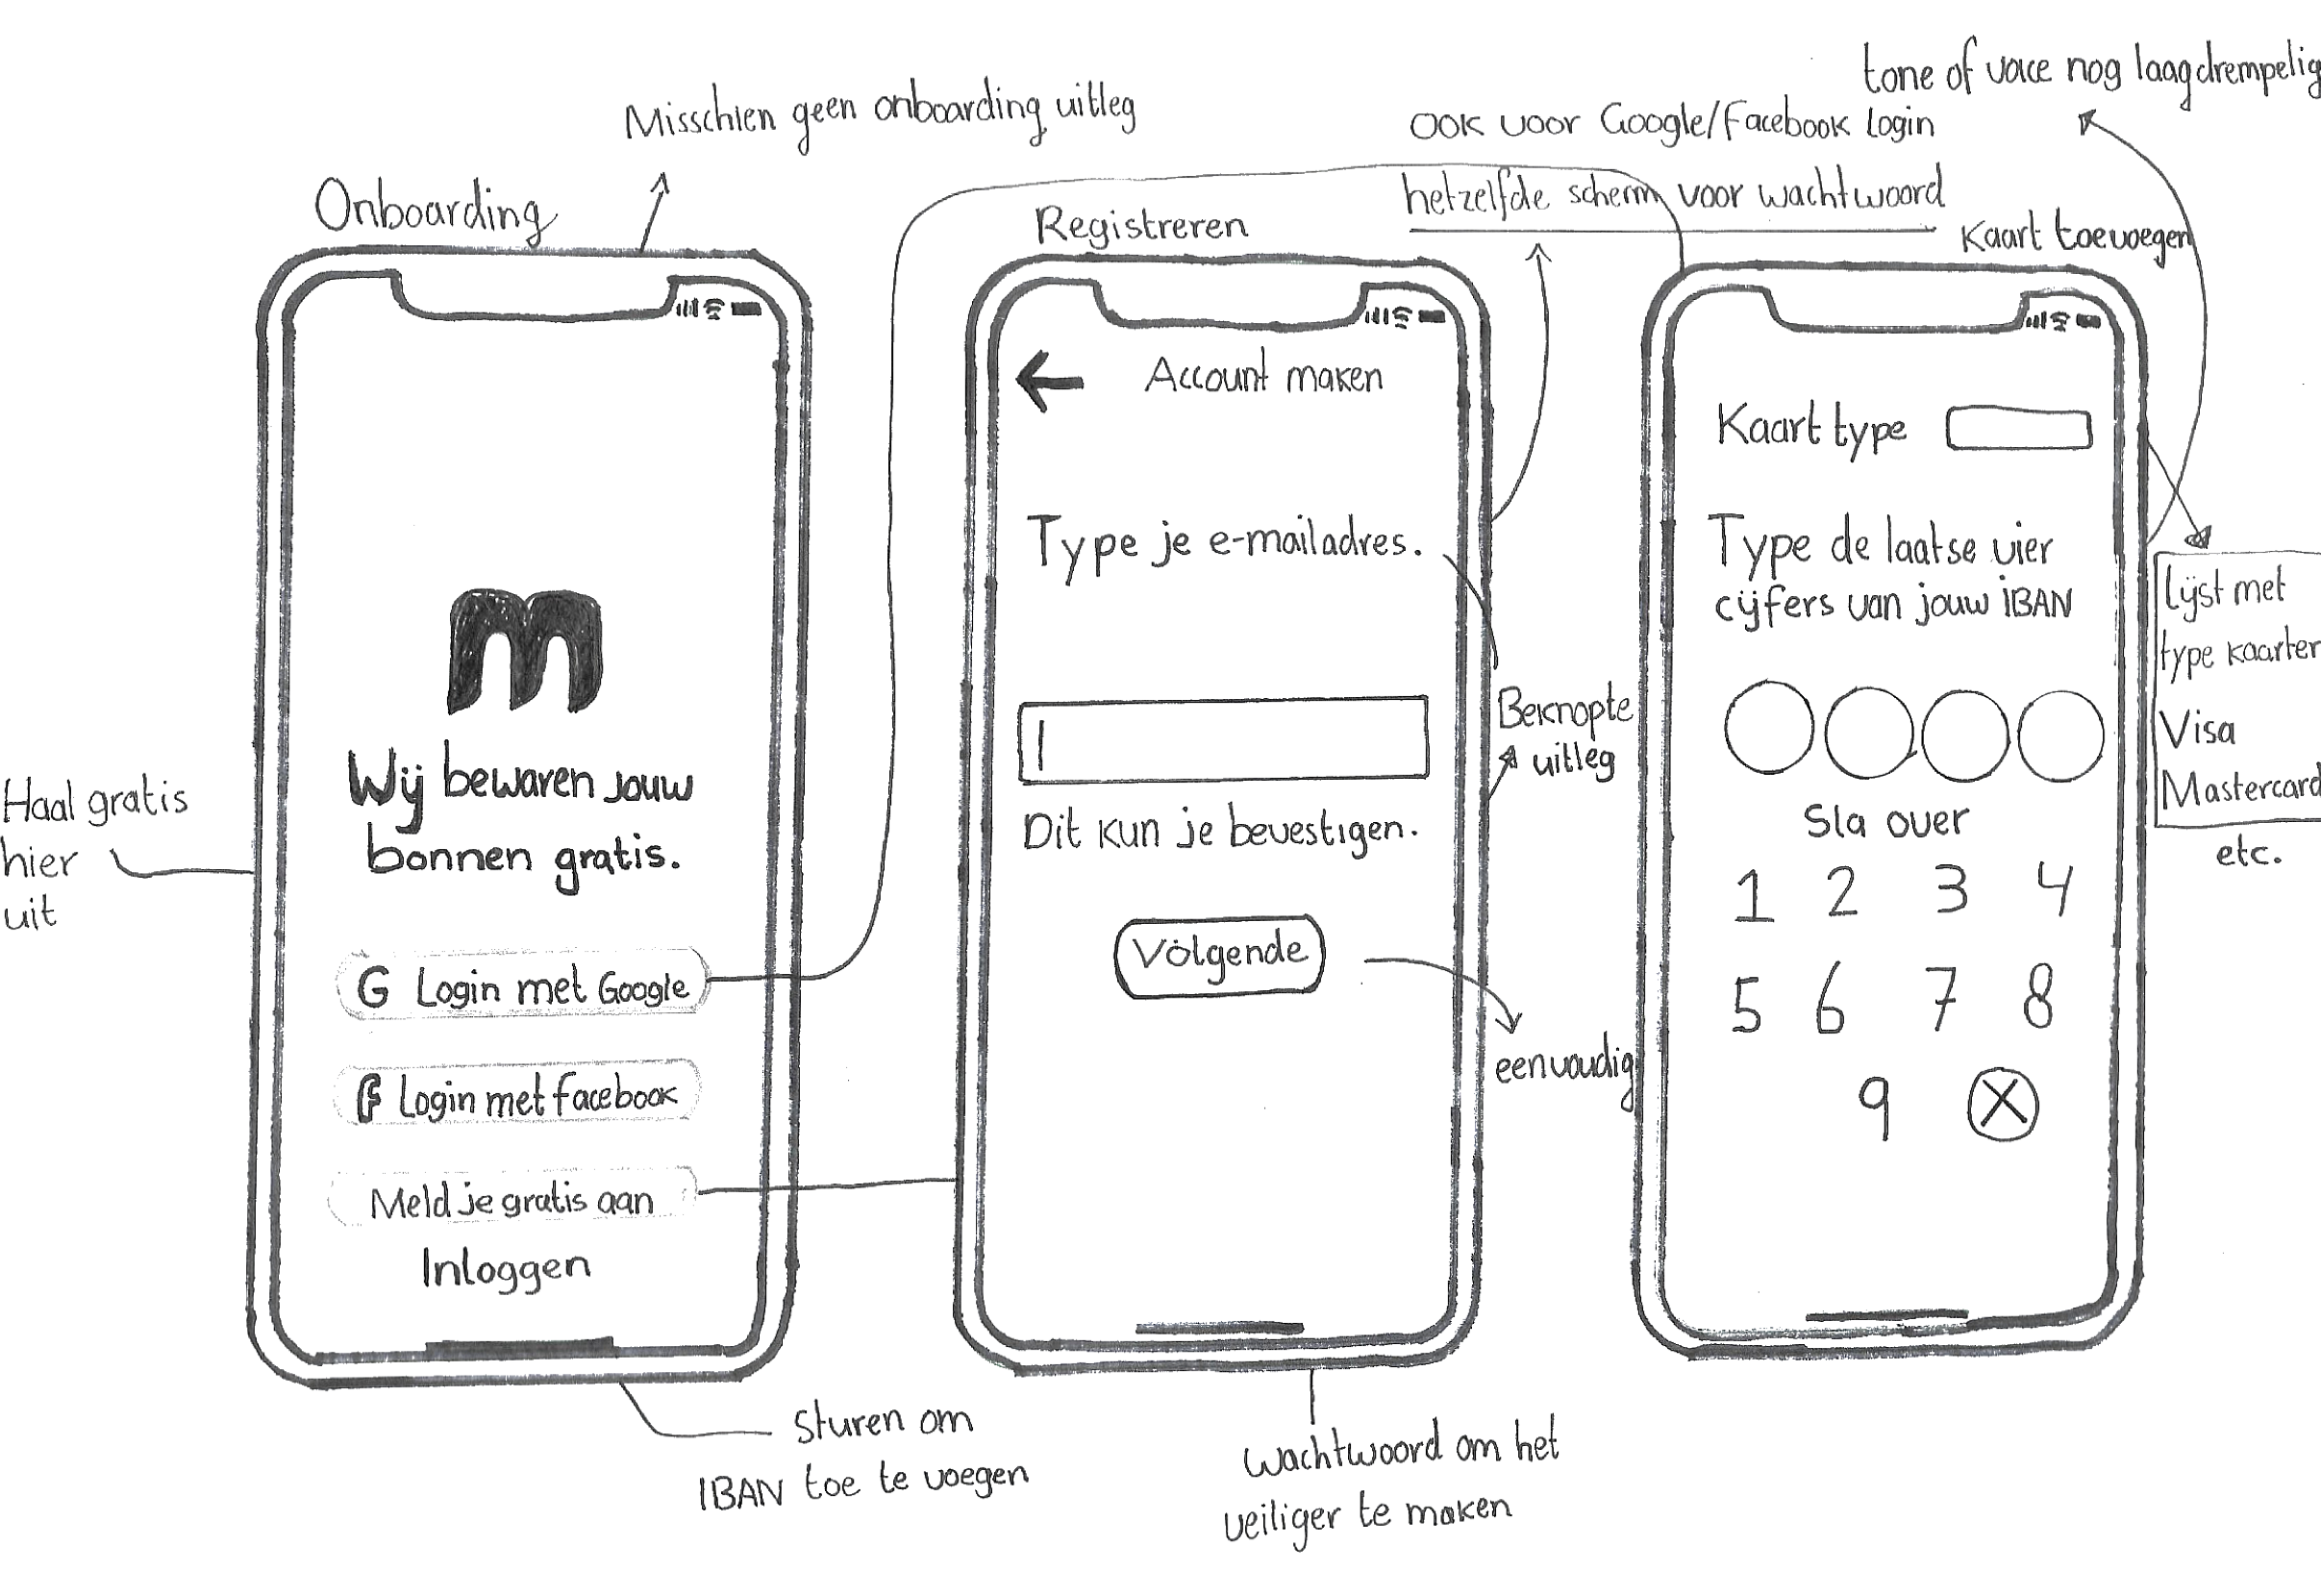 tone of voice nog laagdrempelig
Misschien geen onboarding uitleg
Ook voor Google/Facebook login
hetzelfde scherm voor wachtwoord
Onboarding
Registreren
Kaart toevoegen
m
Wij bewaren jouw
bonnen gratis.
G Login met Google
f Login met facebook
Meld je gratis aan
Inloggen
Haal gratis
hier
uit
Sturen om
IBAN toe te voegen
Account maken
Type je e-mailadres.
Dit kun je bevestigen.
Volgende
Beknopte
uitleg
eenvoudig
Wachtwoord om het
veiliger te maken
Kaart type
Type de laatse vier
cijfers van jouw IBAN
Sla over
1 2 3 4
5 6 7 8
9 X
Lijst met
type kaarten
Visa
Mastercard
etc.